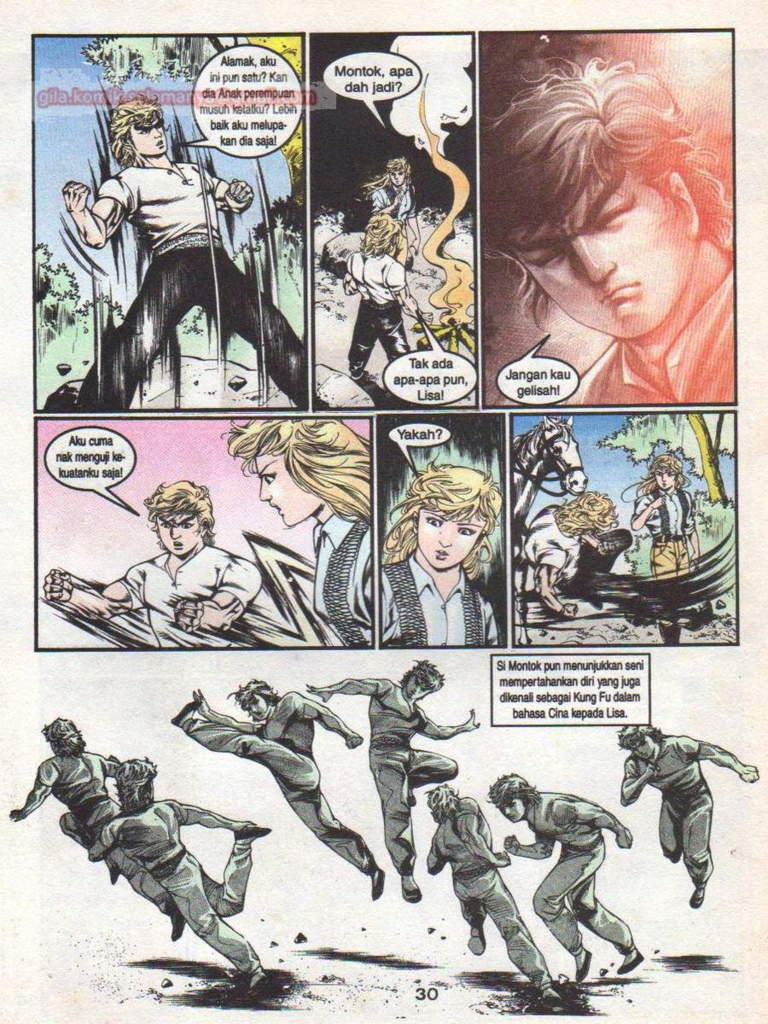 Alamak, aku
ini pun satu? Kan
dia Anak perempuan
musuh ketatku? Lebih
baik aku melupa-
kan dia saja!
Montok, apa
dah jadi?
Tak ada
apa-apa pun,
Lisa!
Jangan kau
gelisah!
Aku cuma
nak menguji ke-
kuatanku saja!
Yakah?
Si Montok pun menunjukkan seni
mempertahankan diri yang juga
dikenali sebagai Kung Fu dalam
bahasa Cina kepada Lisa.
30